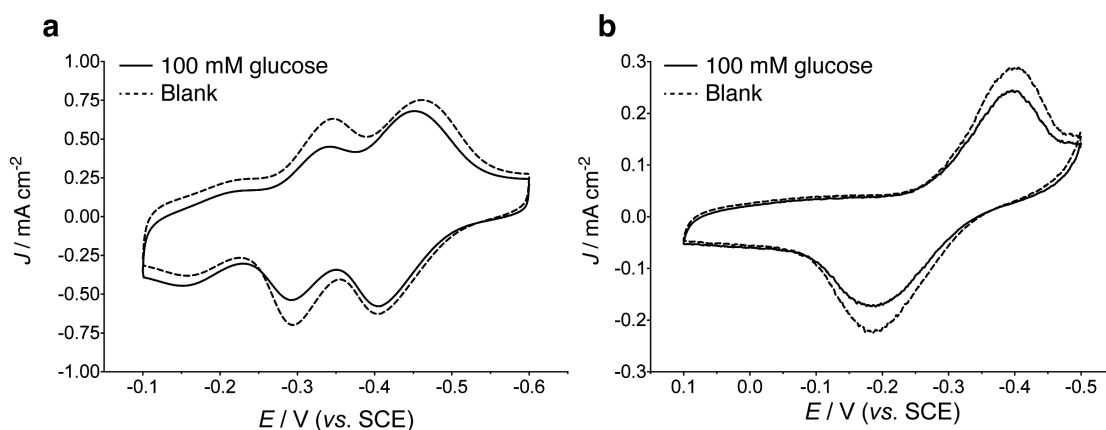 a
100 mM glucose
Blank
1.00
0.75
0.50
0.25
0.00
-0.25
-0.50
-0.75
-1.00
J / mA cm-2
-0.1 -0.2 -0.3 -0.4 -0.5 -0.6
E / V (vs. SCE)
b
100 mM glucose
Blank
0.3
0.2
0.1
0.0
-0.1
-0.2
-0.3
J / mA cm-2
0.1 0.0 -0.1 -0.2 -0.3 -0.4 -0.5
E / V (vs. SCE)